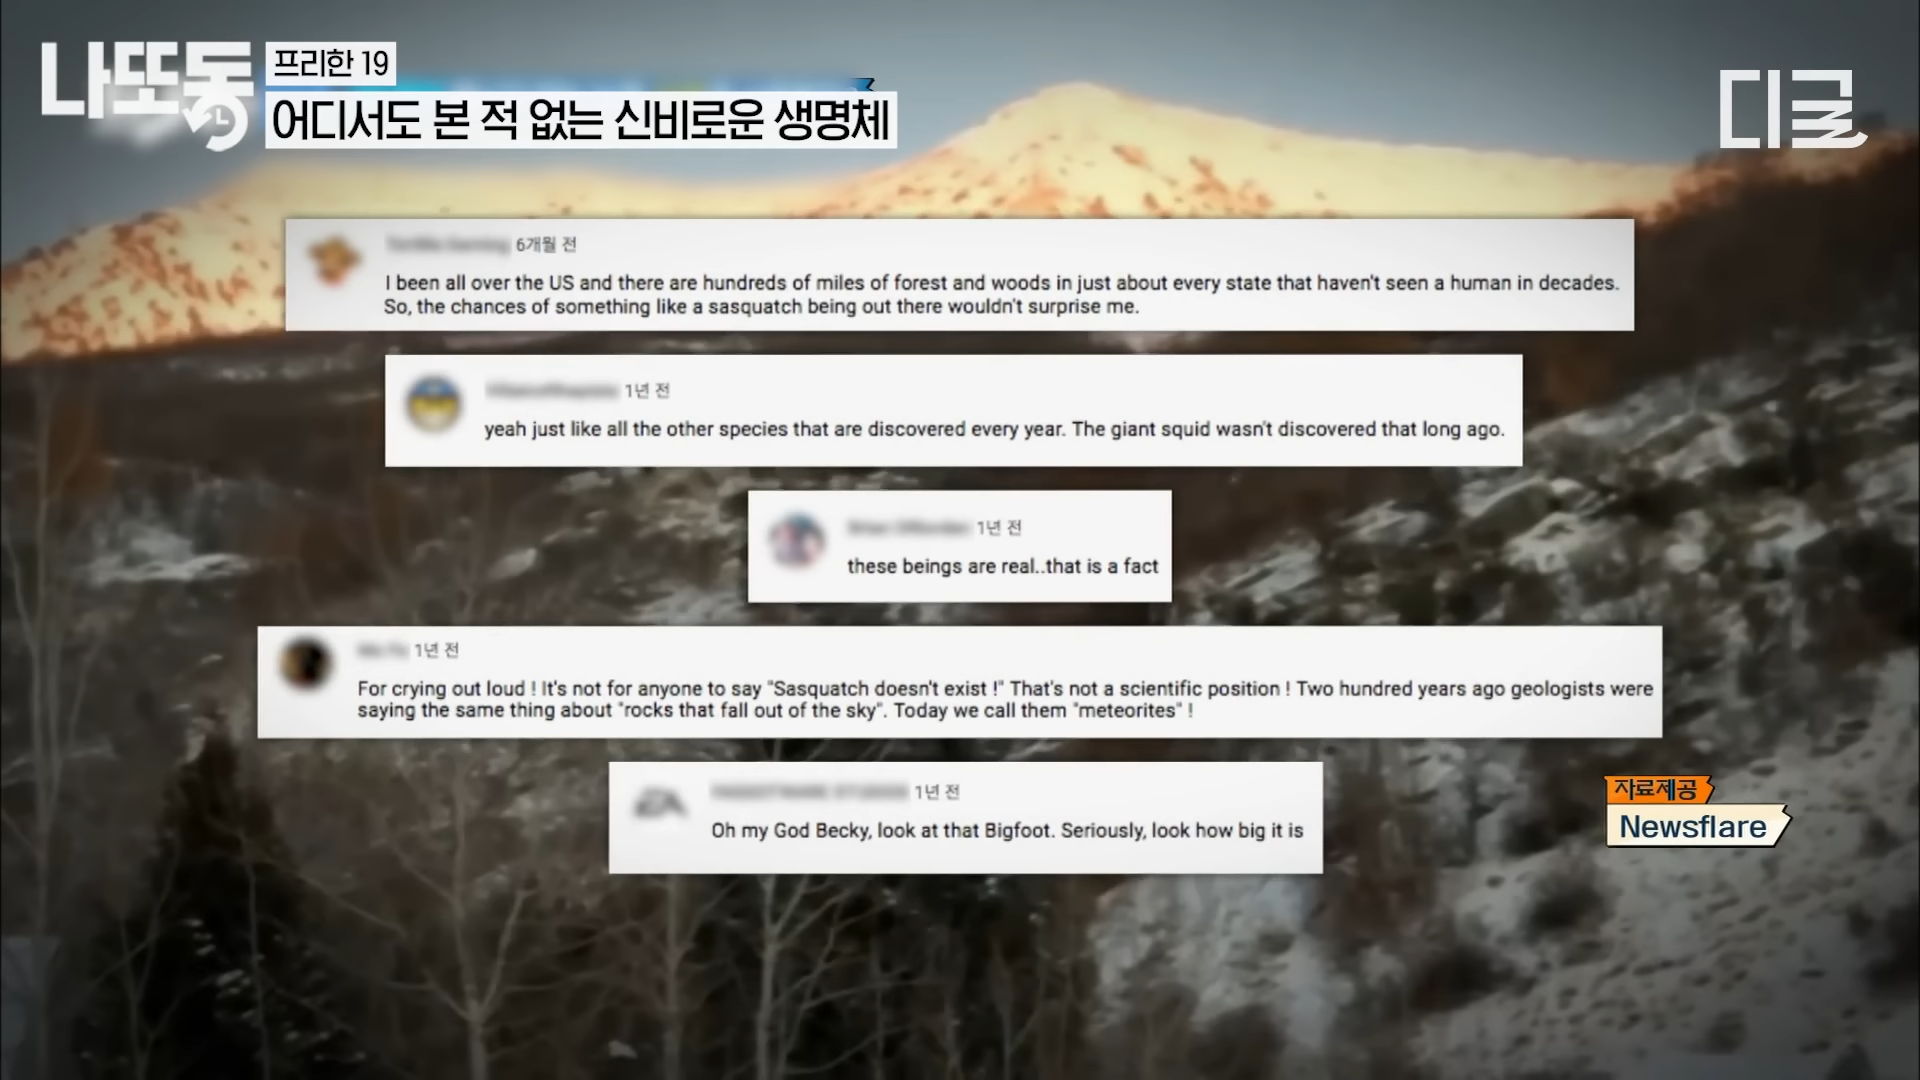 나또동
프리한 19
어디서도 본 적 없는 신비로운 생명체
디글
6개월 전
I been all over the US and there are hundreds of miles of forest and woods in just about every state that haven't seen a human in decades.
So, the chances of something like a sasquatch being out there wouldn't surprise me.
1년 전
yeah just like all the other species that are discovered every year. The giant squid wasn't discovered that long ago.
1년 전
these beings are real..that is a fact
1년 전
For crying out loud ! It's not for anyone to say "Sasquatch doesn't exist !" That's not a scientific position ! Two hundred years ago geologists were
saying the same thing about "rocks that fall out of the sky". Today we call them "meteorites" !
자료제공
Newsflare
EA
1년 전
Oh my God Becky, look at that Bigfoot. Seriously, look how big it is